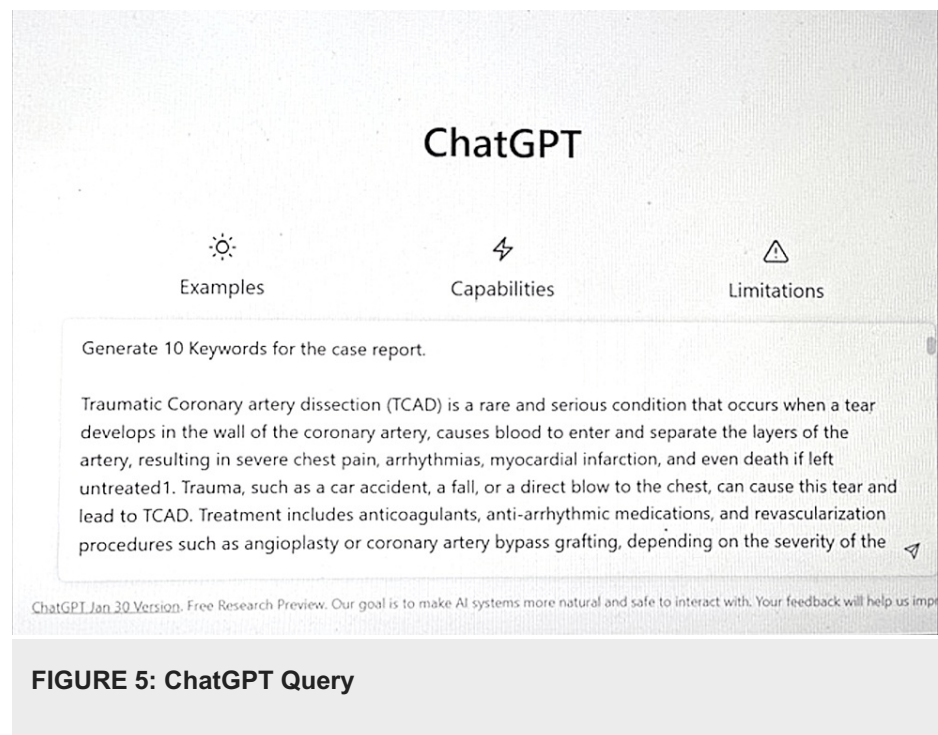 ChatGPT
Examples
Capabilities
Limitations
Generate 10 Keywords for the case report.
Traumatic Coronary artery dissection (TCAD) is a rare and serious condition that occurs when a tear
develops in the wall of the coronary artery, causes blood to enter and separate the layers of the
artery, resulting in severe chest pain, arrhythmias, myocardial infarction, and even death if left
untreated1. Trauma, such as a car accident, a fall, or a direct blow to the chest, can cause this tear and
lead to TCAD. Treatment includes anticoagulants, anti-arrhythmic medications, and revascularization
procedures such as angioplasty or coronary artery bypass grafting, depending on the severity of the
ChatGPT Jan 30 Version. Free Research Preview. Our goal is to make AI systems more natural and safe to interact with. Your feedback will help us impr
FIGURE 5: ChatGPT Query